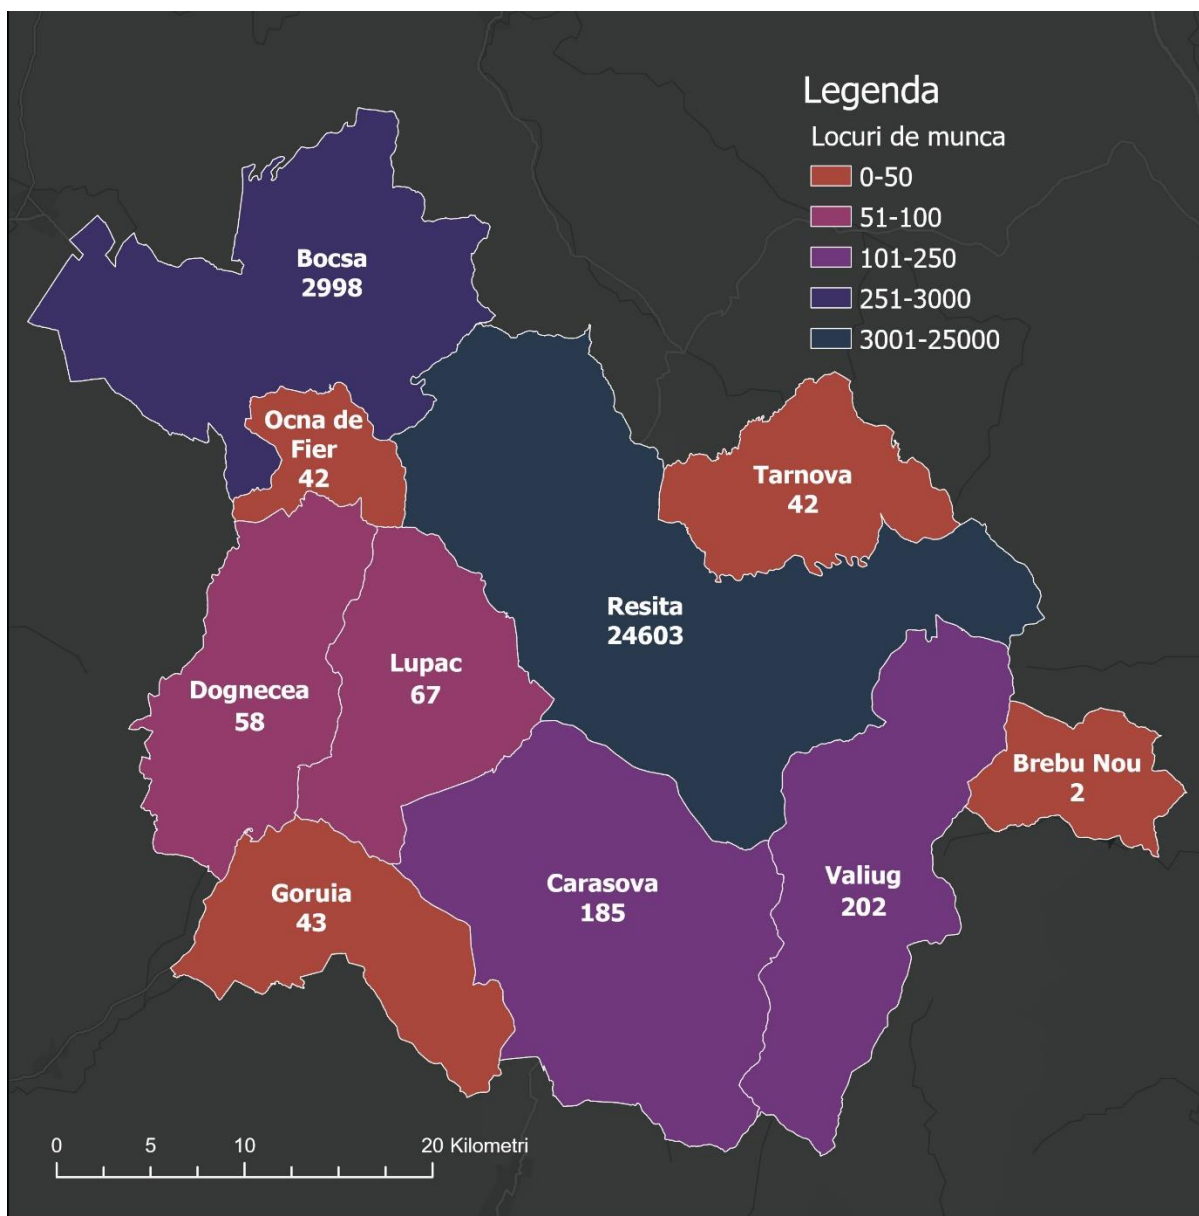 Legenda
Locuri de munca
0-50
51-100
101-250
251-3000
3001-25000
Bocsa
2998
Ocna de
Fier
42
Tarnova
42
Resita
24603
Lupac
67
Dognecea
58
Brebu Nou
2
Valiug
202
Carasova
185
Goruia
43
0 5 10 20 Kilometri